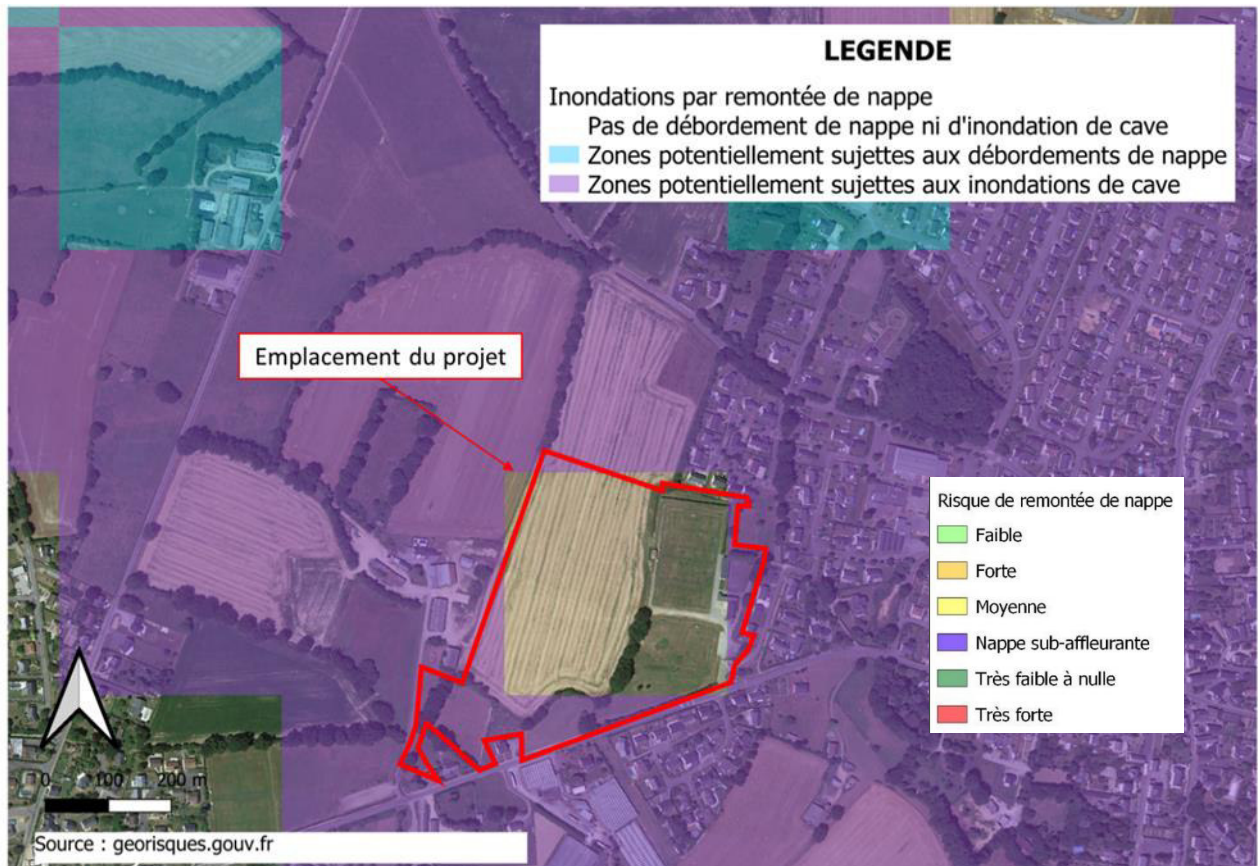 LEGENDE
Inondations par remontée de nappe
Pas de débordement de nappe ni d'inondation de cave
Zones potentiellement sujettes aux débordements de nappe
Zones potentiellement sujettes aux inondations de cave
Emplacement du projet
Risque de remontée de nappe
Faible
Forte
Moyenne
Nappe sub-affleurante
Très faible à nulle
Très forte
0 100 200 m
Source : georisques.gouv.fr